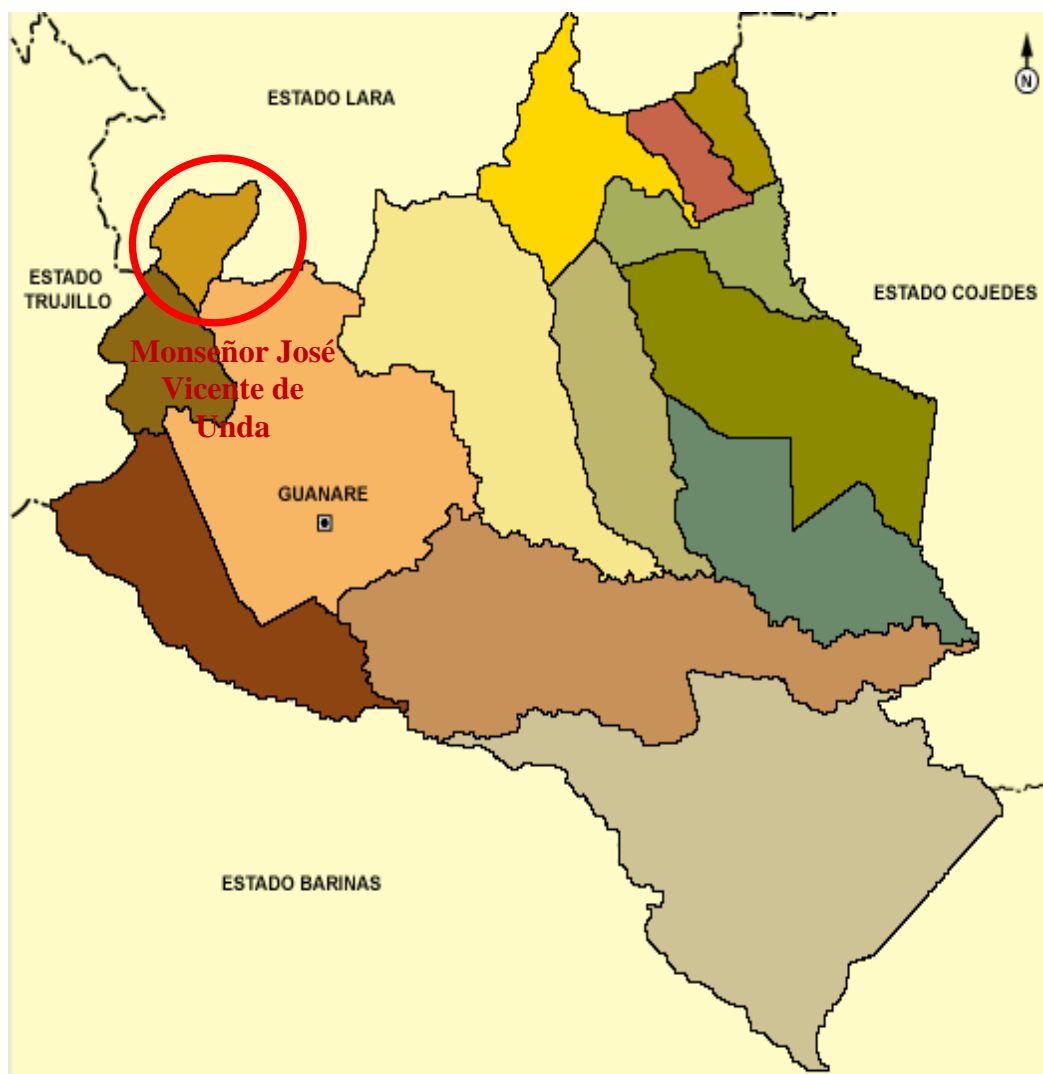 N
ESTADO LARA
ESTADO
TRUJILLO
ESTADO COJEDES
Monseñor José
Vicente de
Unda
GUANARE
ESTADO BARINAS